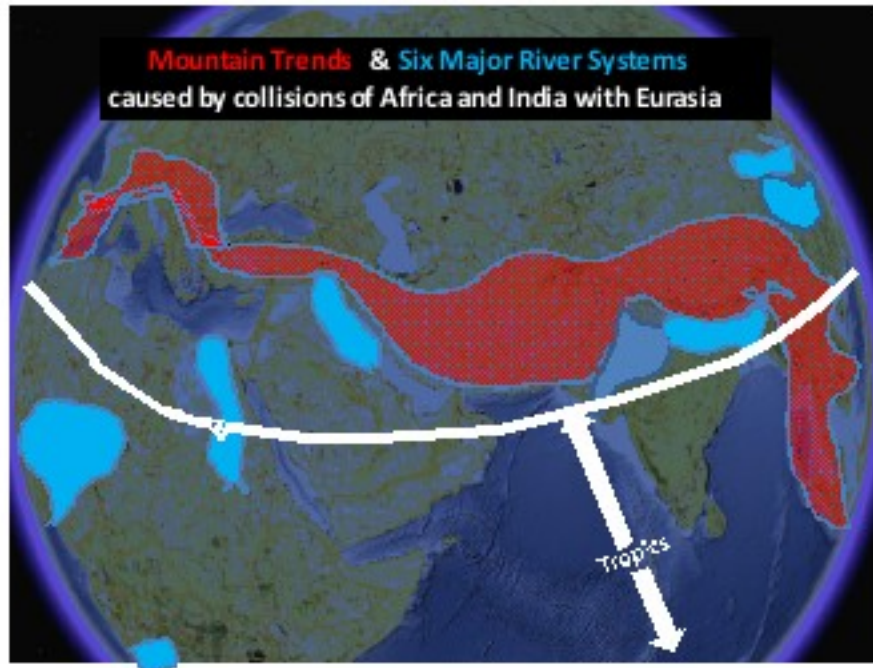 Mountain Trends & Six Major River Systems
caused by collisions of Africa and India with Eurasia
Tropics